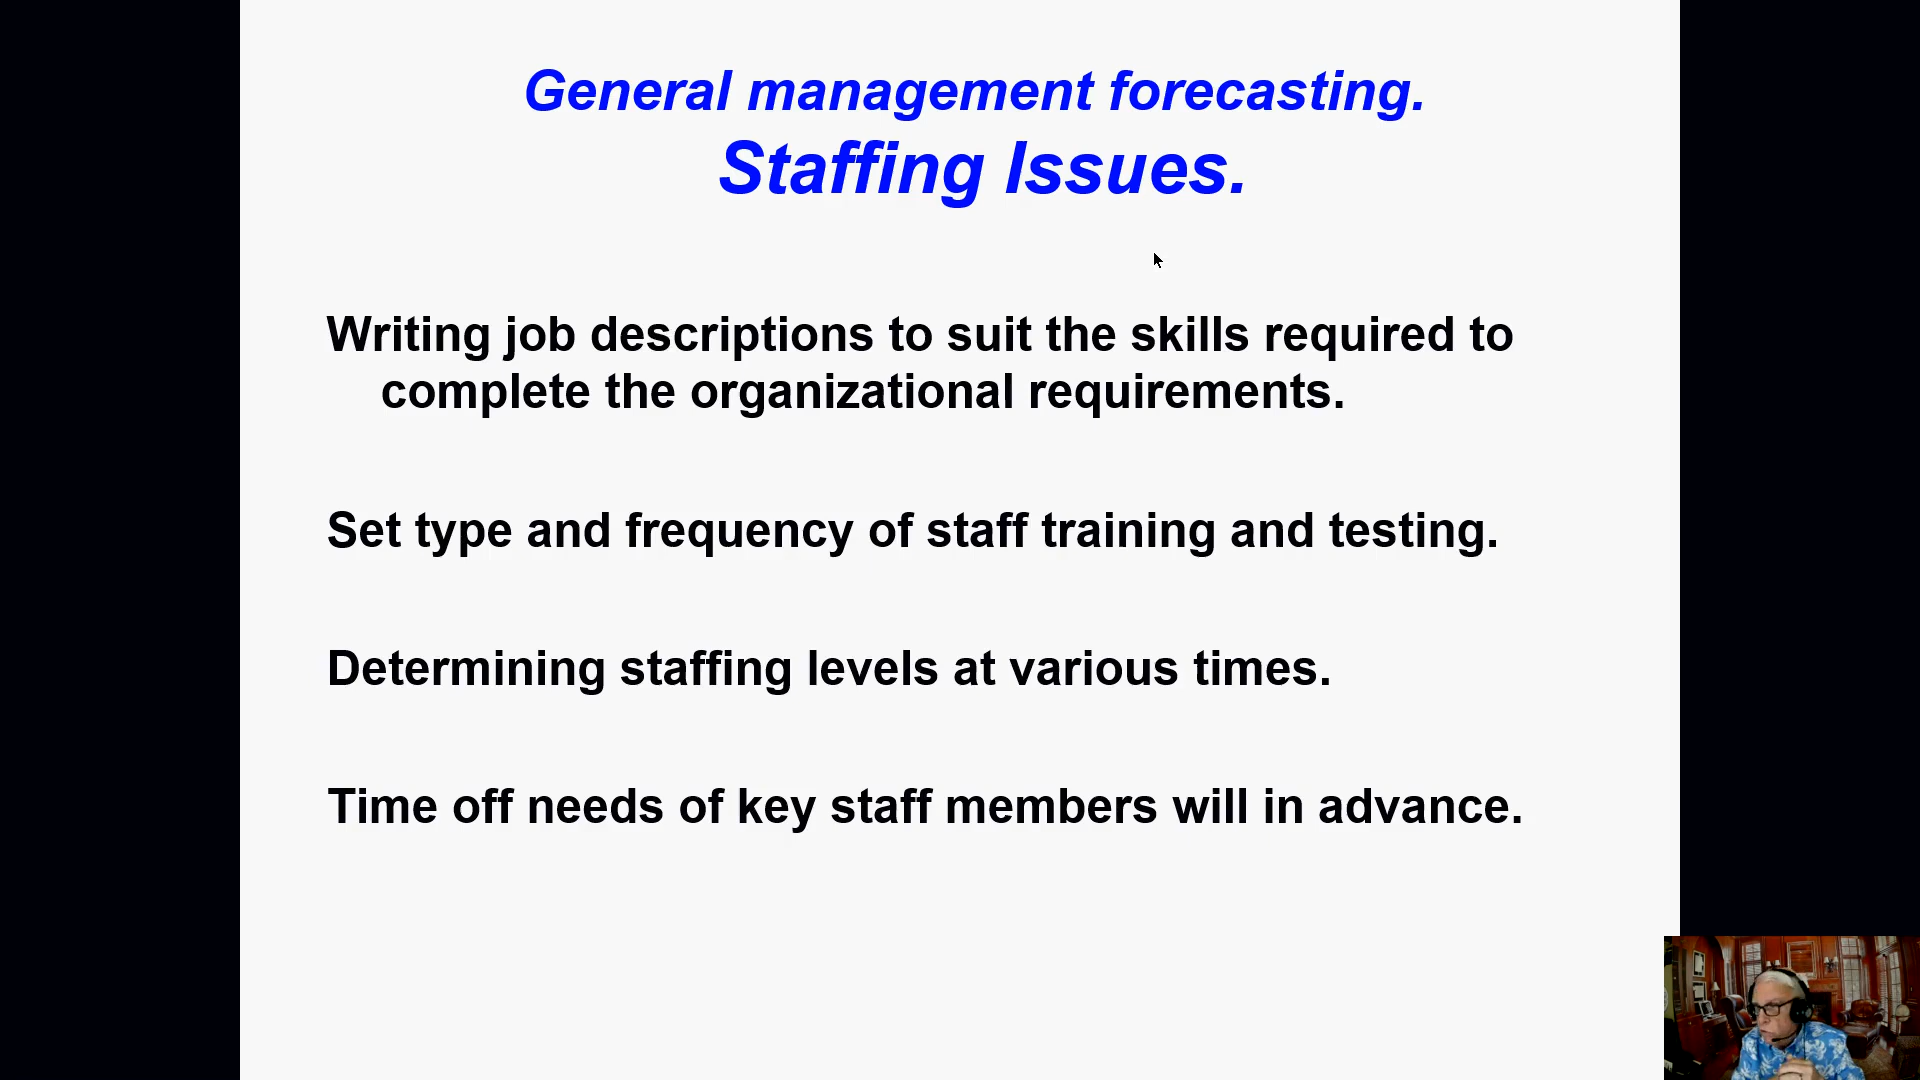 General management forecasting.
Staffing Issues.
Writing job descriptions to suit the skills required to
complete the organizational requirements.
Set type and frequency of staff training and testing.
Determining staffing levels at various times.
Time off needs of key staff members will in advance.